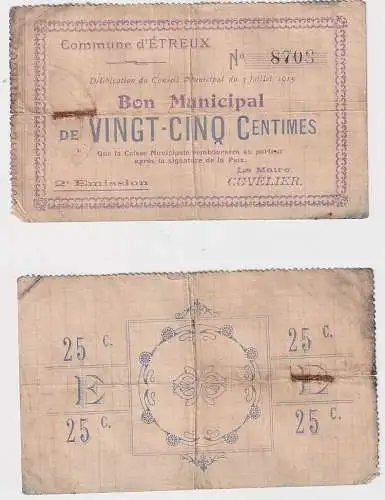 Commune d'ÉTREUX
No 8703
Délibération du Conseil Municipal du 3 Juillet 1915
Bon Municipal
DE VINGT-CINQ CENTIMES
Que la Caisse Municipale remboursera au porteur
après la signature de la Paix.
2e Emission
Le Maire
CUVELIER.
25 C.
25 C.
E
E
25 C.
25 C.